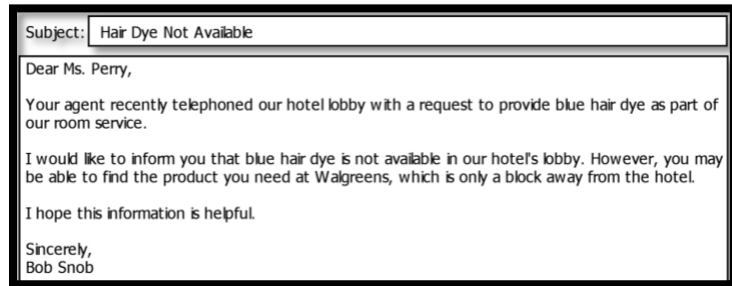 Subject: Hair Dye Not Available
Dear Ms. Perry,
Your agent recently telephoned our hotel lobby with a request to provide blue hair dye as part of
our room service.
I would like to inform you that blue hair dye is not available in our hotel's lobby. However, you may
be able to find the product you need at Walgreens, which is only a block away from the hotel.
I hope this information is helpful.
Sincerely,
Bob Snob